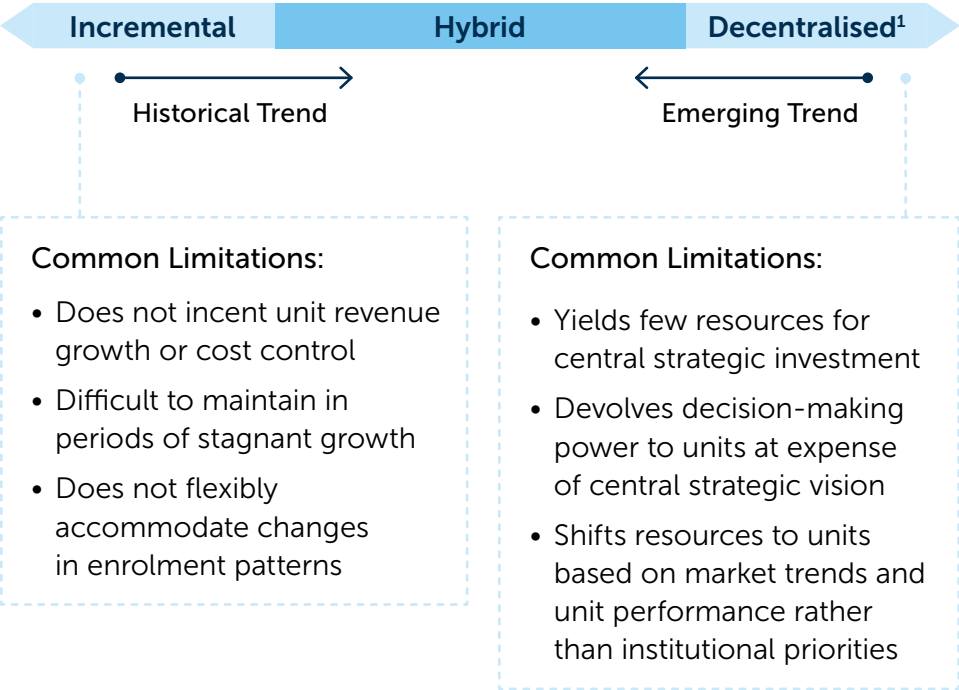 Incremental
Hybrid
Decentralised¹
Historical Trend
Emerging Trend
Common Limitations:
• Does not incent unit revenue
growth or cost control
• Difficult to maintain in
periods of stagnant growth
• Does not flexibly
accommodate changes
in enrolment patterns
Common Limitations:
• Yields few resources for
central strategic investment
• Devolves decision-making
power to units at expense
of central strategic vision
• Shifts resources to units
based on market trends and
unit performance rather
than institutional priorities